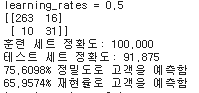 learning_rates = 0.5
[[263  16]
 [ 10  31]]
훈련 세트 정확도: 100,000
테스트 세트 정확도: 91,875
75,6098% 정밀도로 고객을 예측함
65,9574% 재현율로 고객을 예측함